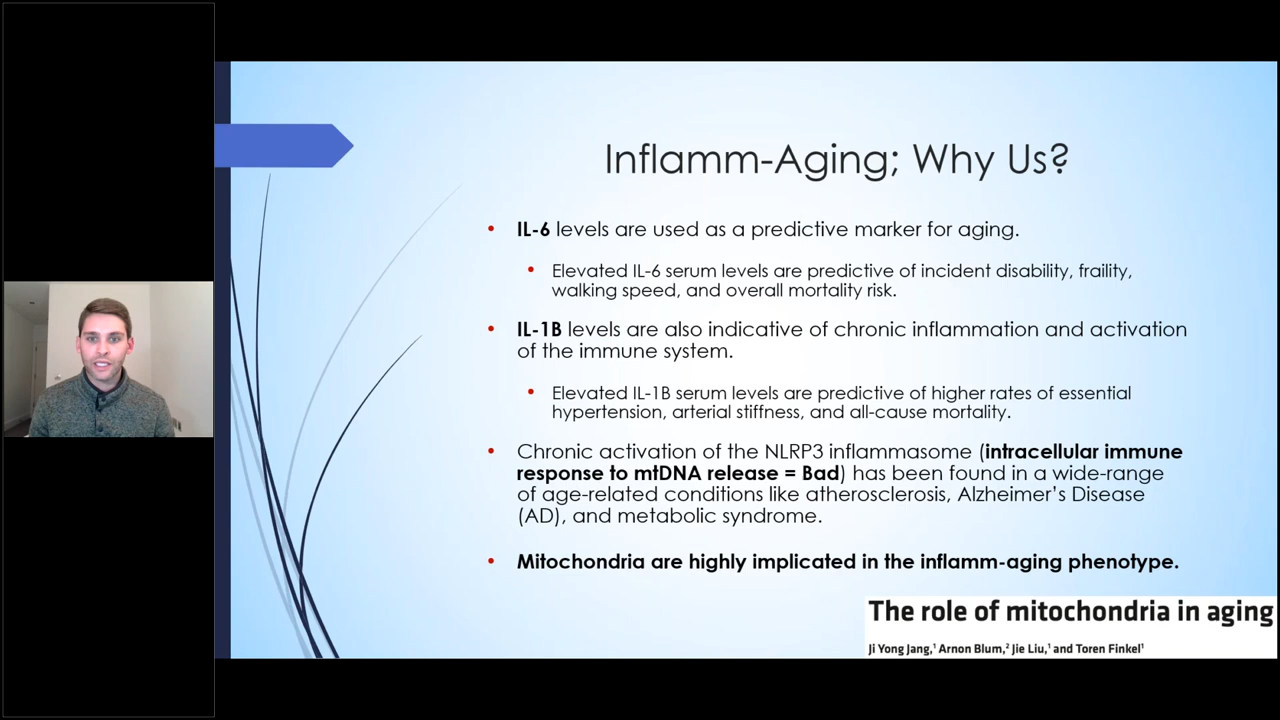 Inflamm-Aging; Why Us?
• IL-6 levels are used as a predictive marker for aging.
• Elevated IL-6 serum levels are predictive of incident disability, fraility,
walking speed, and overall mortality risk.
• IL-1B levels are also indicative of chronic inflammation and activation
of the immune system.
• Elevated IL-1B serum levels are predictive of higher rates of essential
hypertension, arterial stiffness, and all-cause mortality.
• Chronic activation of the NLRP3 inflammasome (intracellular immune
response to mtDNA release = Bad) has been found in a wide-range
of age-related conditions like atherosclerosis, Alzheimer's Disease
(AD), and metabolic syndrome.
• Mitochondria are highly implicated in the inflamm-aging phenotype.
The role of mitochondria in aging
Ji Yong Jang,¹ Arnon Blum,² Jie Liu,¹ and Toren Finkel¹